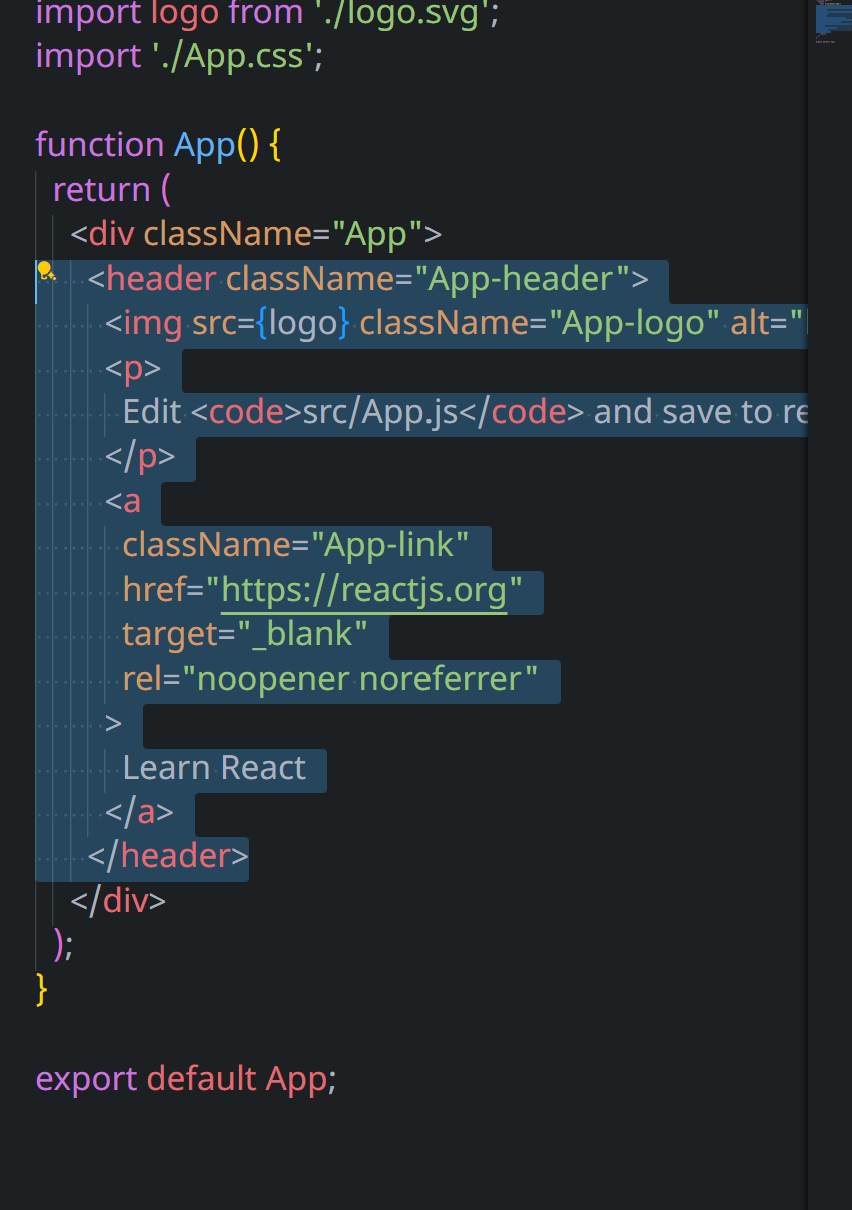 import logo from './logo.svg';
import './App.css';
function App() {
return (
<div className="App">
<header className="App-header">
<img src={logo} className="App-logo" alt="
<p>
Edit <code>src/App.js</code> and save to re
</p>
<a
className="App-link"
href="https://reactjs.org"
target="_blank"
rel="noopener noreferrer"
>
Learn React
</a>
</header>
</div>
);
}
export default App;